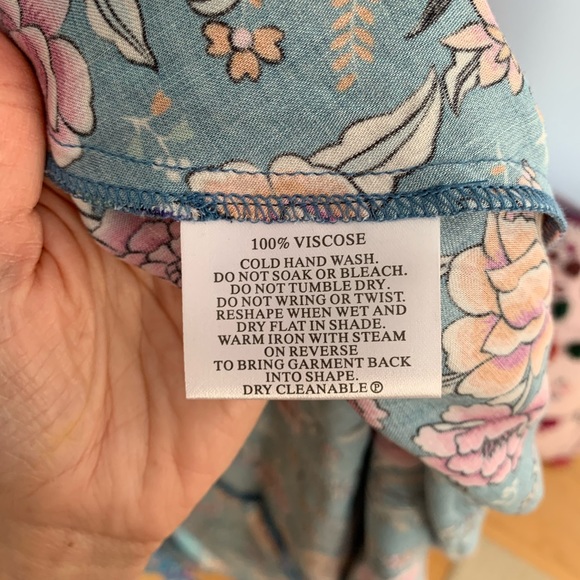 100% VISCOSE
COLD HAND WASH.
DO NOT SOAK OR BLEACH.
DO NOT TUMBLE DRY.
DO NOT WRING OR TWIST.
RESHAPE WHEN WET AND
DRY FLAT IN SHADE.
WARM IRON WITH STEAM
ON REVERSE
TO BRING GARMENT BACK
INTO SHAPE.
DRY CLEANABLE Ⓟ